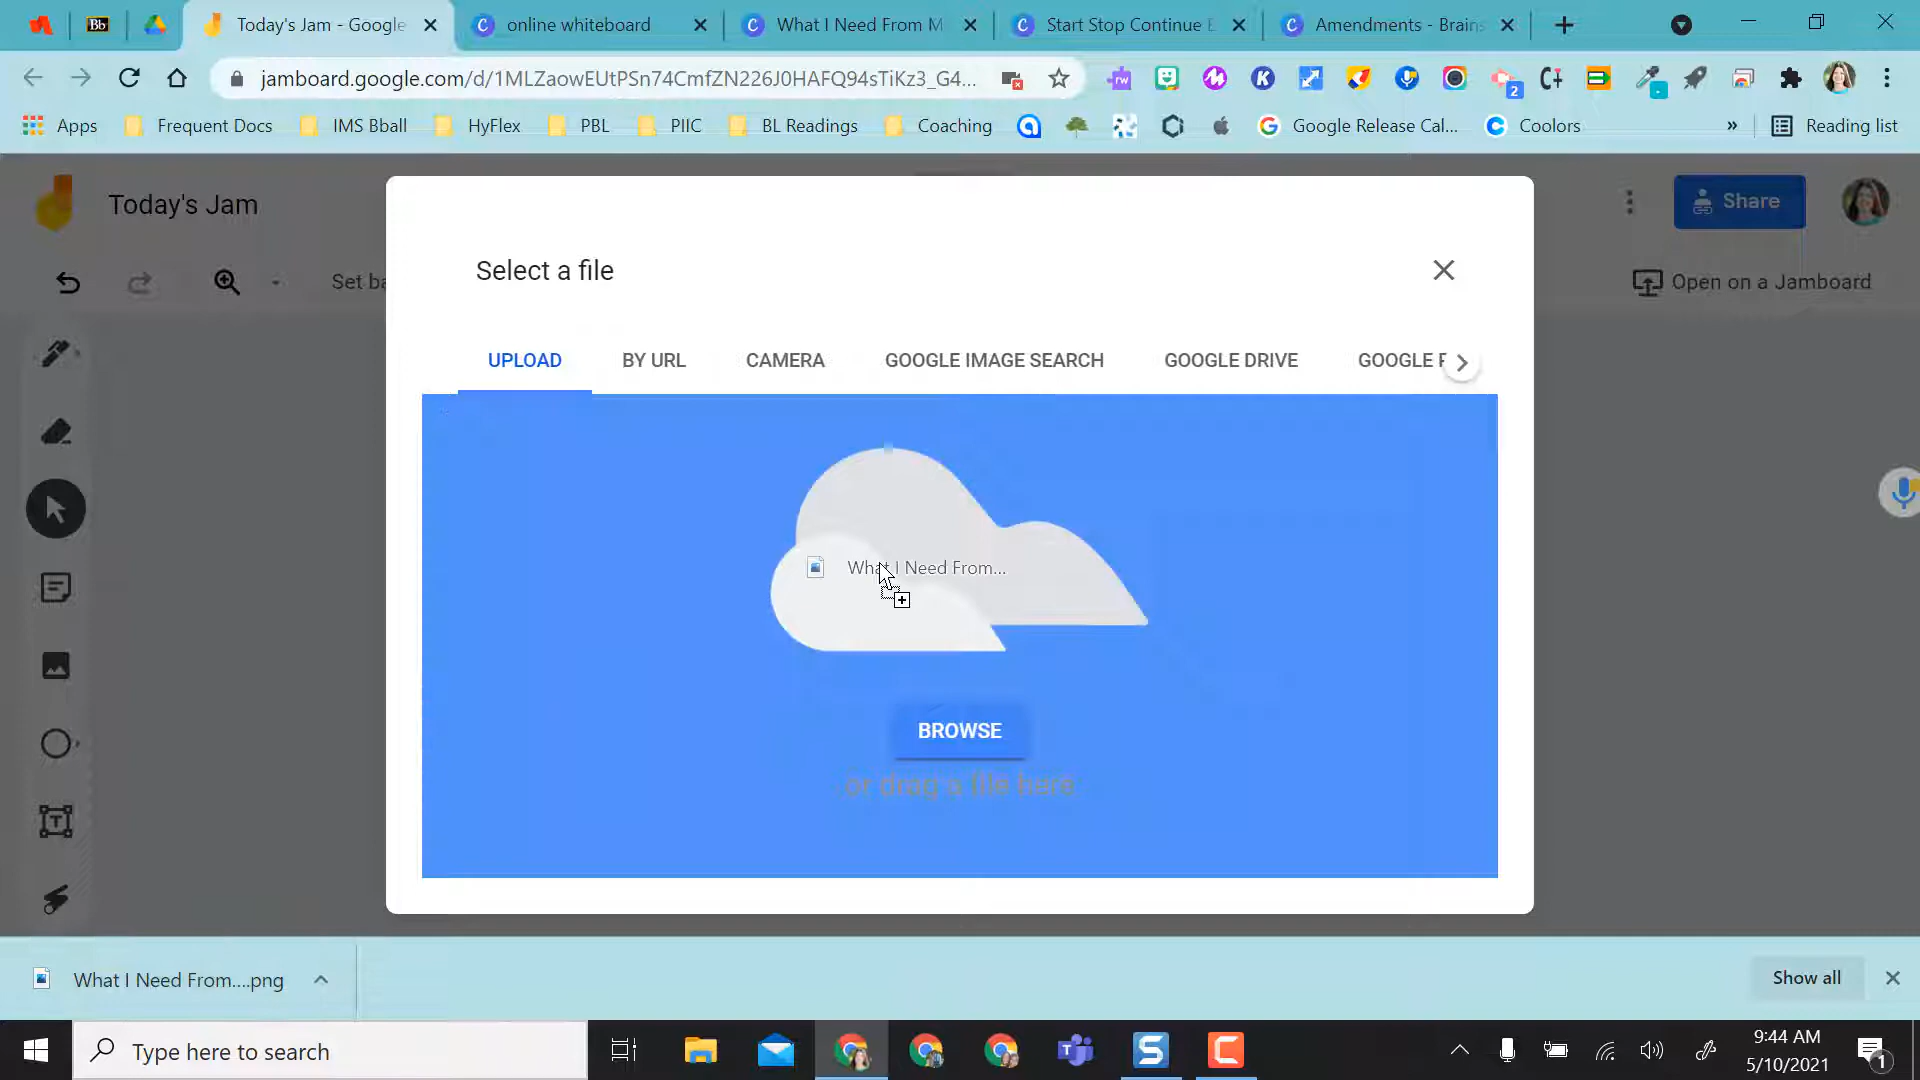 Bb
Today's Jam - Google
online whiteboard
What I Need From M
Start Stop Continue
Amendments - Brains
jamboard.google.com/d/1MLZaowEUtPSn74CmfZN226J0HAFQ94sTiKz3_G4...
rw
K
2
Apps
Frequent Docs
IMS Bball
HyFlex
PBL
PIIC
BL Readings
Coaching
Google Release Cal...
Coolors
»
Reading list
Today's Jam
Share
Set ba
Open on a Jamboard
Select a file
UPLOAD
BY URL
CAMERA
GOOGLE IMAGE SEARCH
GOOGLE DRIVE
GOOGLE
What I Need From...
BROWSE
or drag a file here
What I Need From....png
Show all
Type here to search
9:44 AM
5/10/2021
1